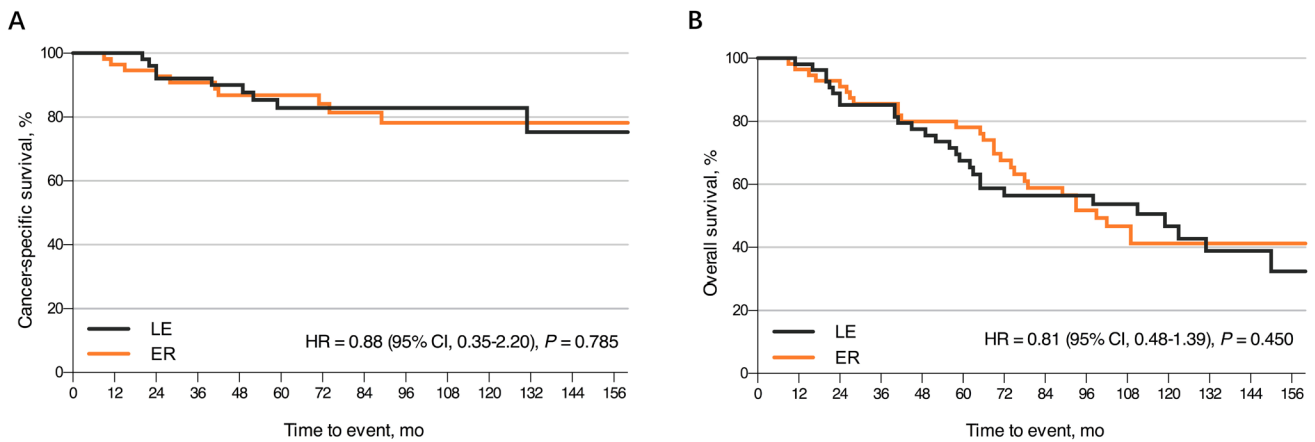 A
Cancer-specific survival, %
100
80
60
40
20
0
LE
ER
HR = 0.88 (95% CI, 0.35-2.20), P = 0.785
0 12 24 36 48 60 72 84 96 108 120 132 144 156
Time to event, mo
B
Overall survival, %
100
80
60
40
20
0
LE
ER
HR = 0.81 (95% CI, 0.48-1.39), P = 0.450
0 12 24 36 48 60 72 84 96 108 120 132 144 156
Time to event, mo